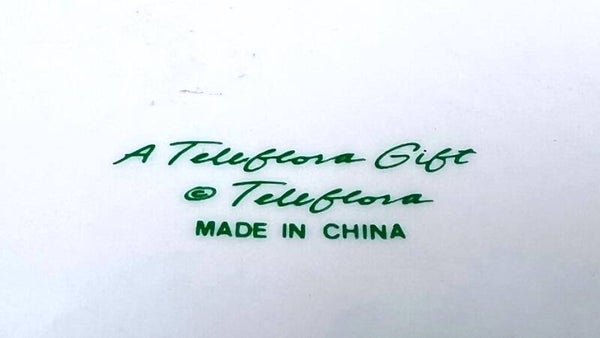 A Teleflora Gift
© Teleflora
MADE IN CHINA